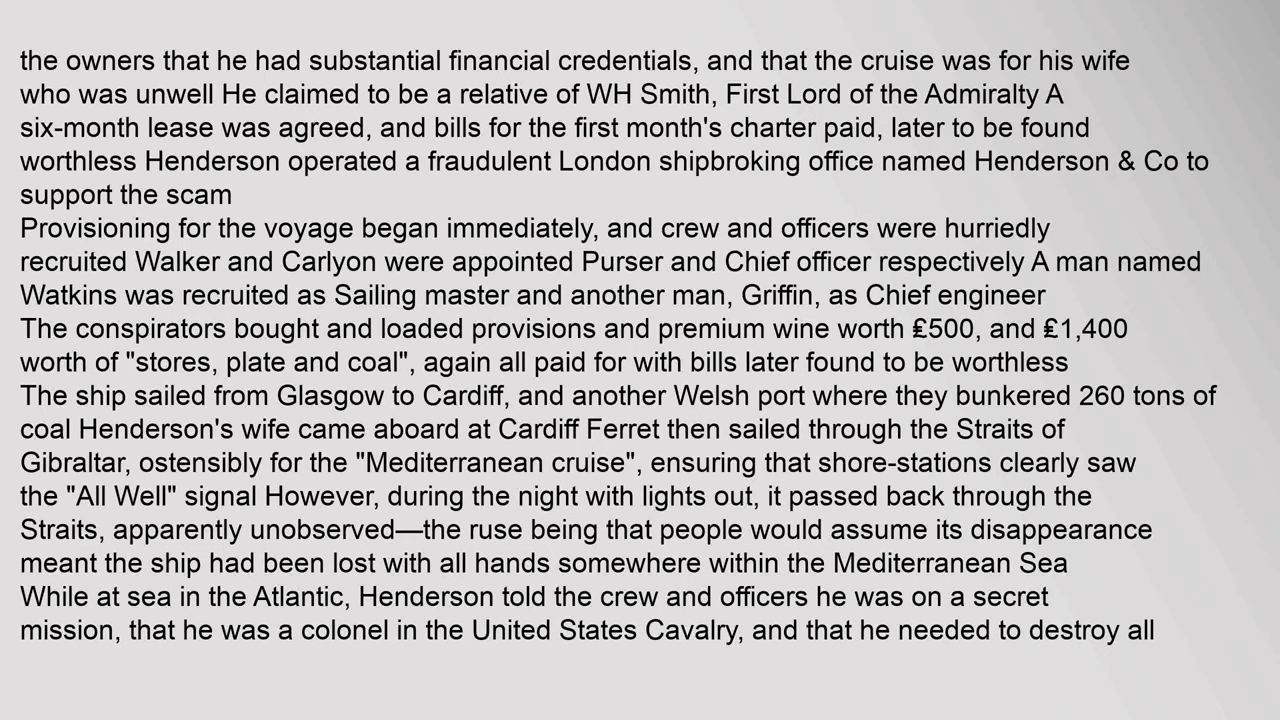 the owners that he had substantial financial credentials, and that the cruise was for his wife
who was unwell He claimed to be a relative of WH Smith, First Lord of the Admiralty A
six-month lease was agreed, and bills for the first month's charter paid, later to be found
worthless Henderson operated a fraudulent London shipbroking office named Henderson & Co to
support the scam
Provisioning for the voyage began immediately, and crew and officers were hurriedly
recruited Walker and Carlyon were appointed Purser and Chief officer respectively A man named
Watkins was recruited as Sailing master and another man, Griffin, as Chief engineer
The conspirators bought and loaded provisions and premium wine worth ₤500, and ₤1,400
worth of "stores, plate and coal", again all paid for with bills later found to be worthless
The ship sailed from Glasgow to Cardiff, and another Welsh port where they bunkered 260 tons of
coal Henderson's wife came aboard at Cardiff Ferret then sailed through the Straits of
Gibraltar, ostensibly for the "Mediterranean cruise", ensuring that shore-stations clearly saw
the "All Well" signal However, during the night with lights out, it passed back through the
Straits, apparently unobserved—the ruse being that people would assume its disappearance
meant the ship had been lost with all hands somewhere within the Mediterranean Sea
While at sea in the Atlantic, Henderson told the crew and officers he was on a secret
mission, that he was a colonel in the United States Cavalry, and that he needed to destroy all